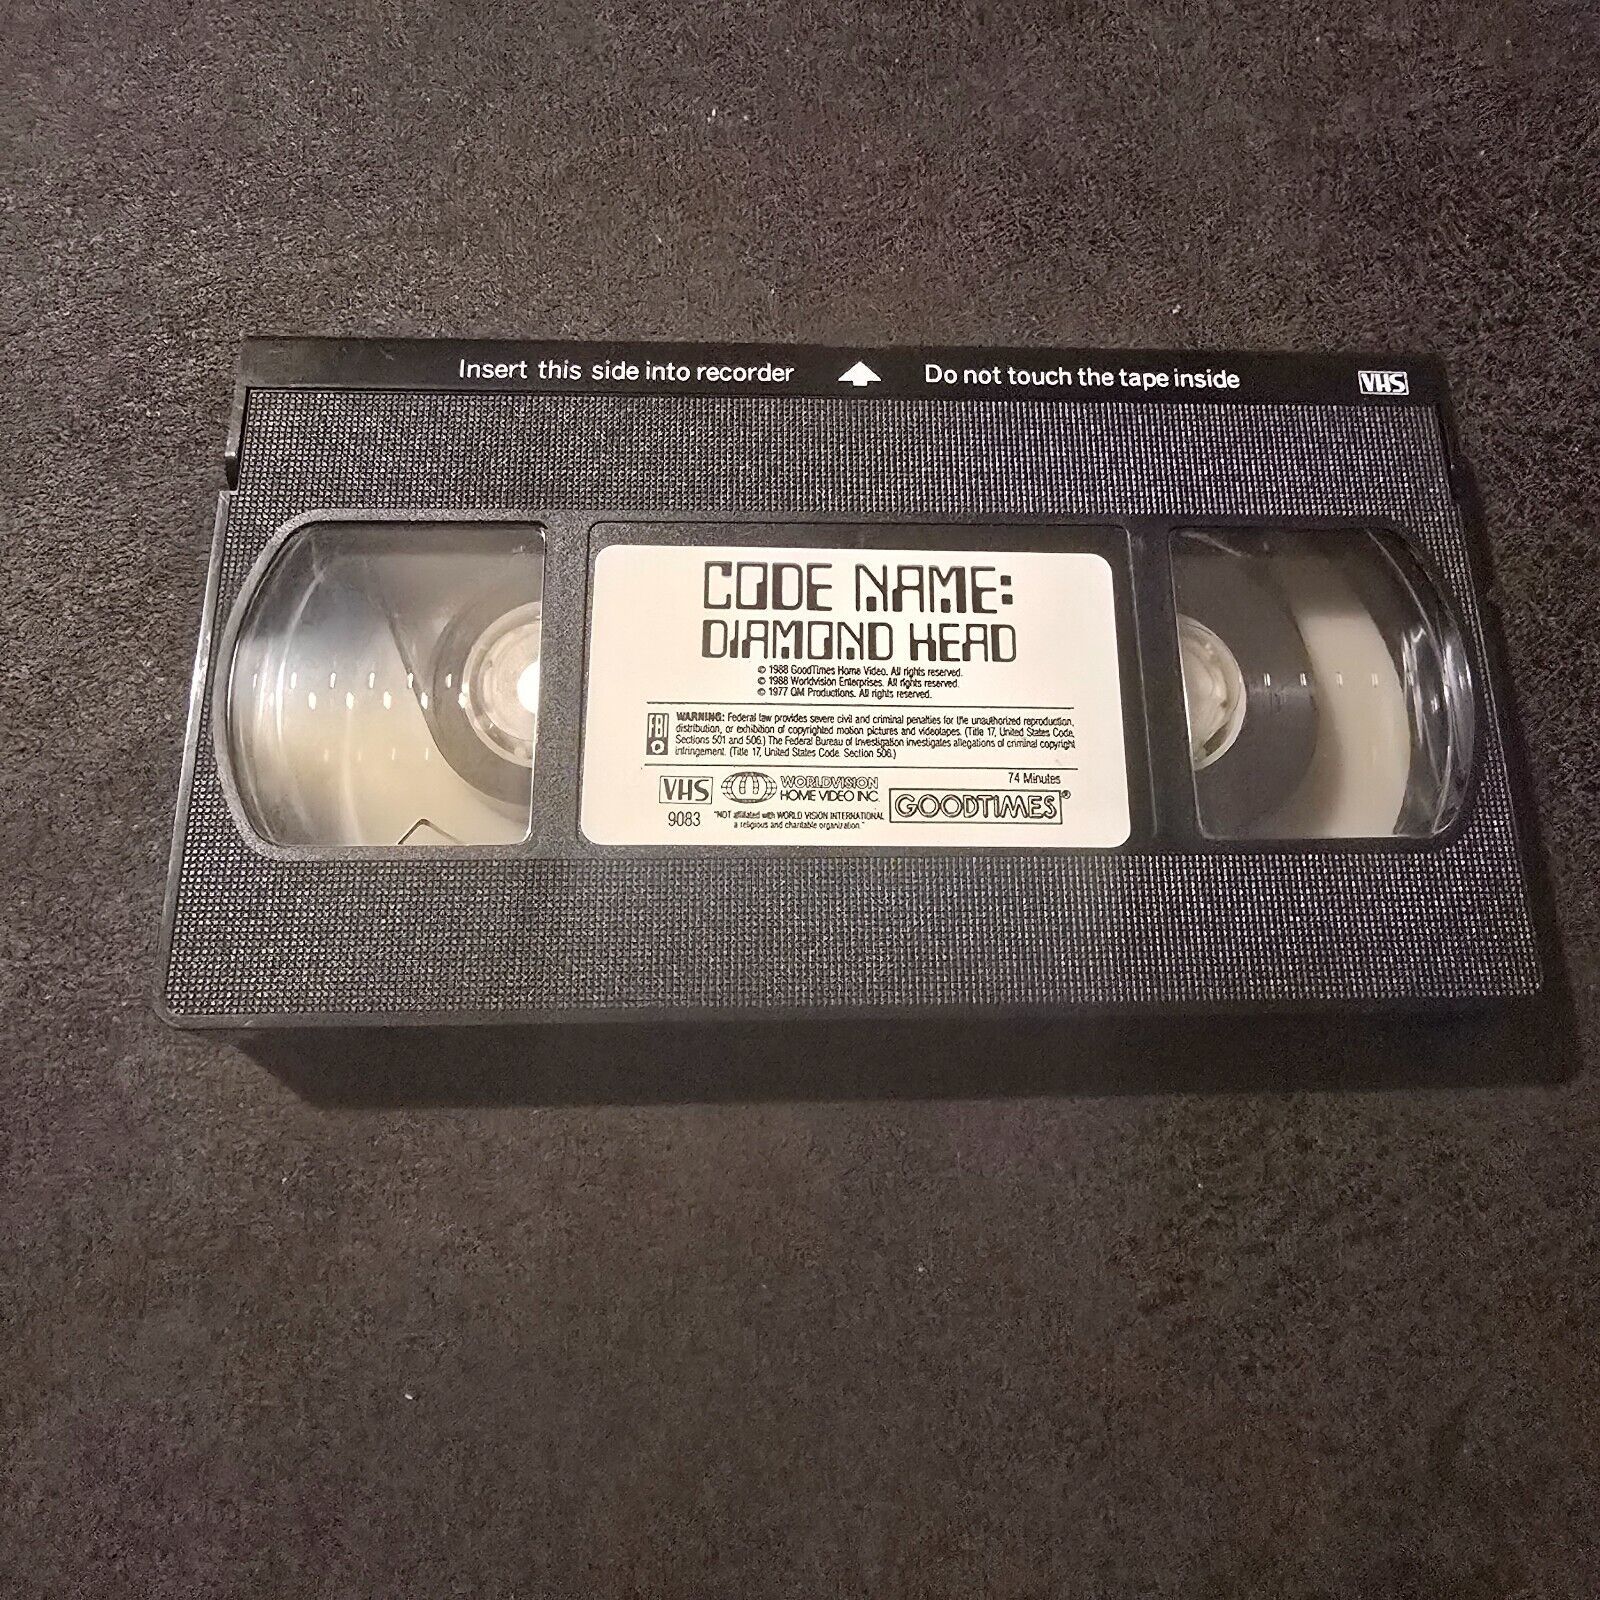 Insert this side into recorder Do not touch the tape inside VHS
CODE NAME:
DIAMOND HEAD
© 1988 GoodTimes Home Video. All rights reserved.
© 1988 Worldvision Enterprises. All rights reserved.
© 1977 QM Productions. All rights reserved.
FBI
WARNING: Federal law provides severe civil and criminal penalties for the unauthorized reproduction,
distribution, or exhibition of copyrighted motion pictures and videotapes. (Title 17, United States Code,
Sections 501 and 506.) The Federal Bureau of Investigation investigates allegations of criminal copyright
infringement. (Title 17, United States Code, Section 506.)
74 Minutes
VHS WORLDVISION
HOME VIDEO INC.
GOODTIMES®
9083
"NOT affiliated with WORLD VISION INTERNATIONAL
a religious and charitable organization."